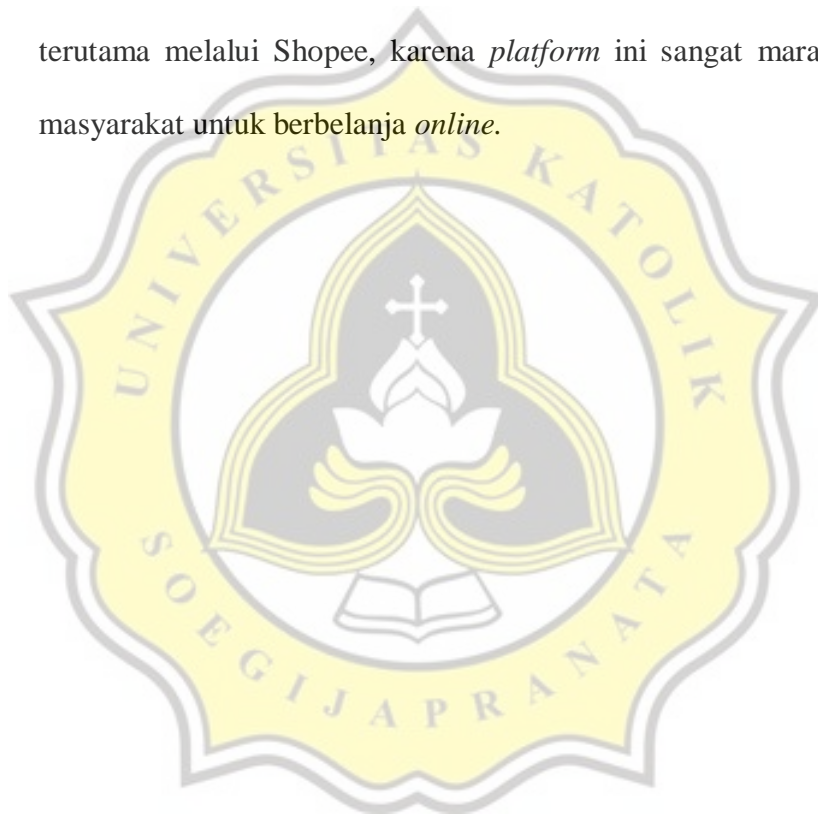 terutama melalui Shopee, karena platform ini sangat mara
masyarakat untuk berbelanja online.
UNIVERSITAS KATOLIK
SOEGIJAPRANATA